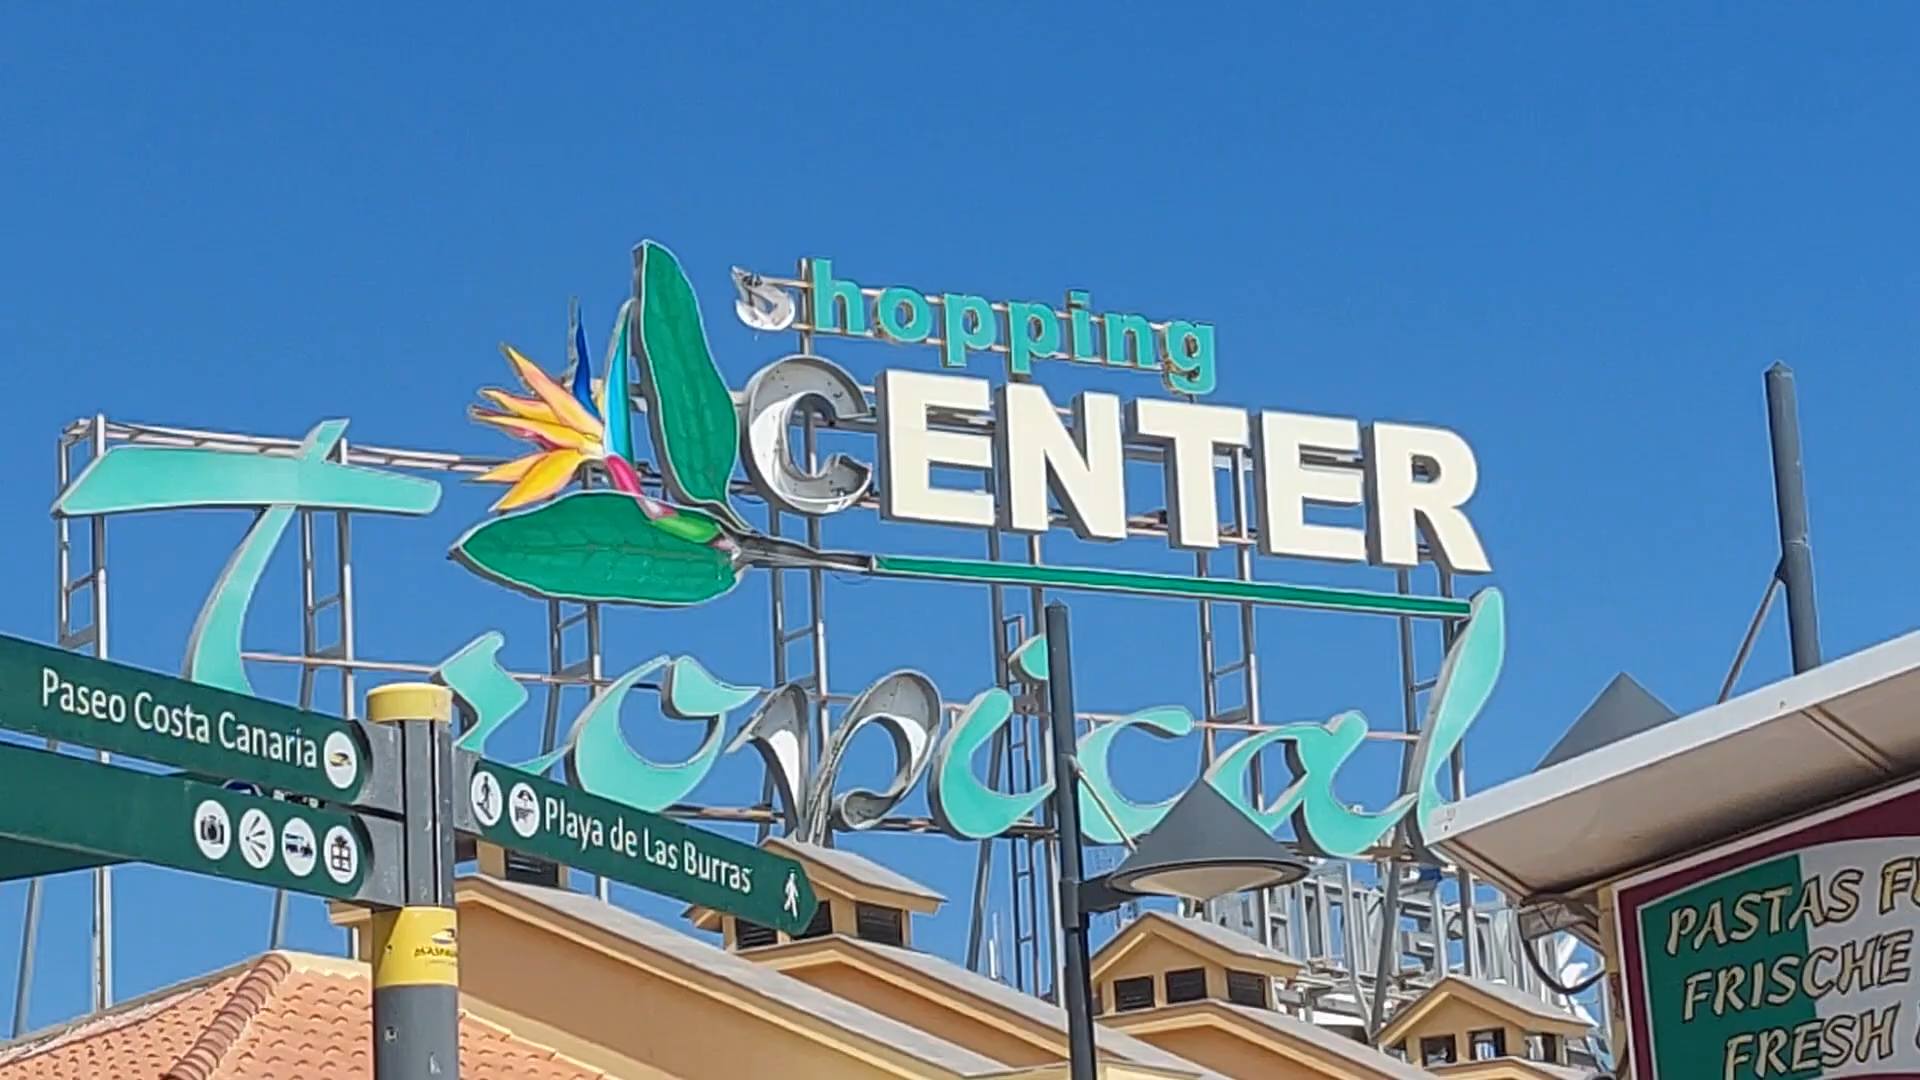 Shopping
CENTER
Tropical
Paseo Costa Canaria
Playa de Las Burras
PASTAS
FRISCHE
FRESH